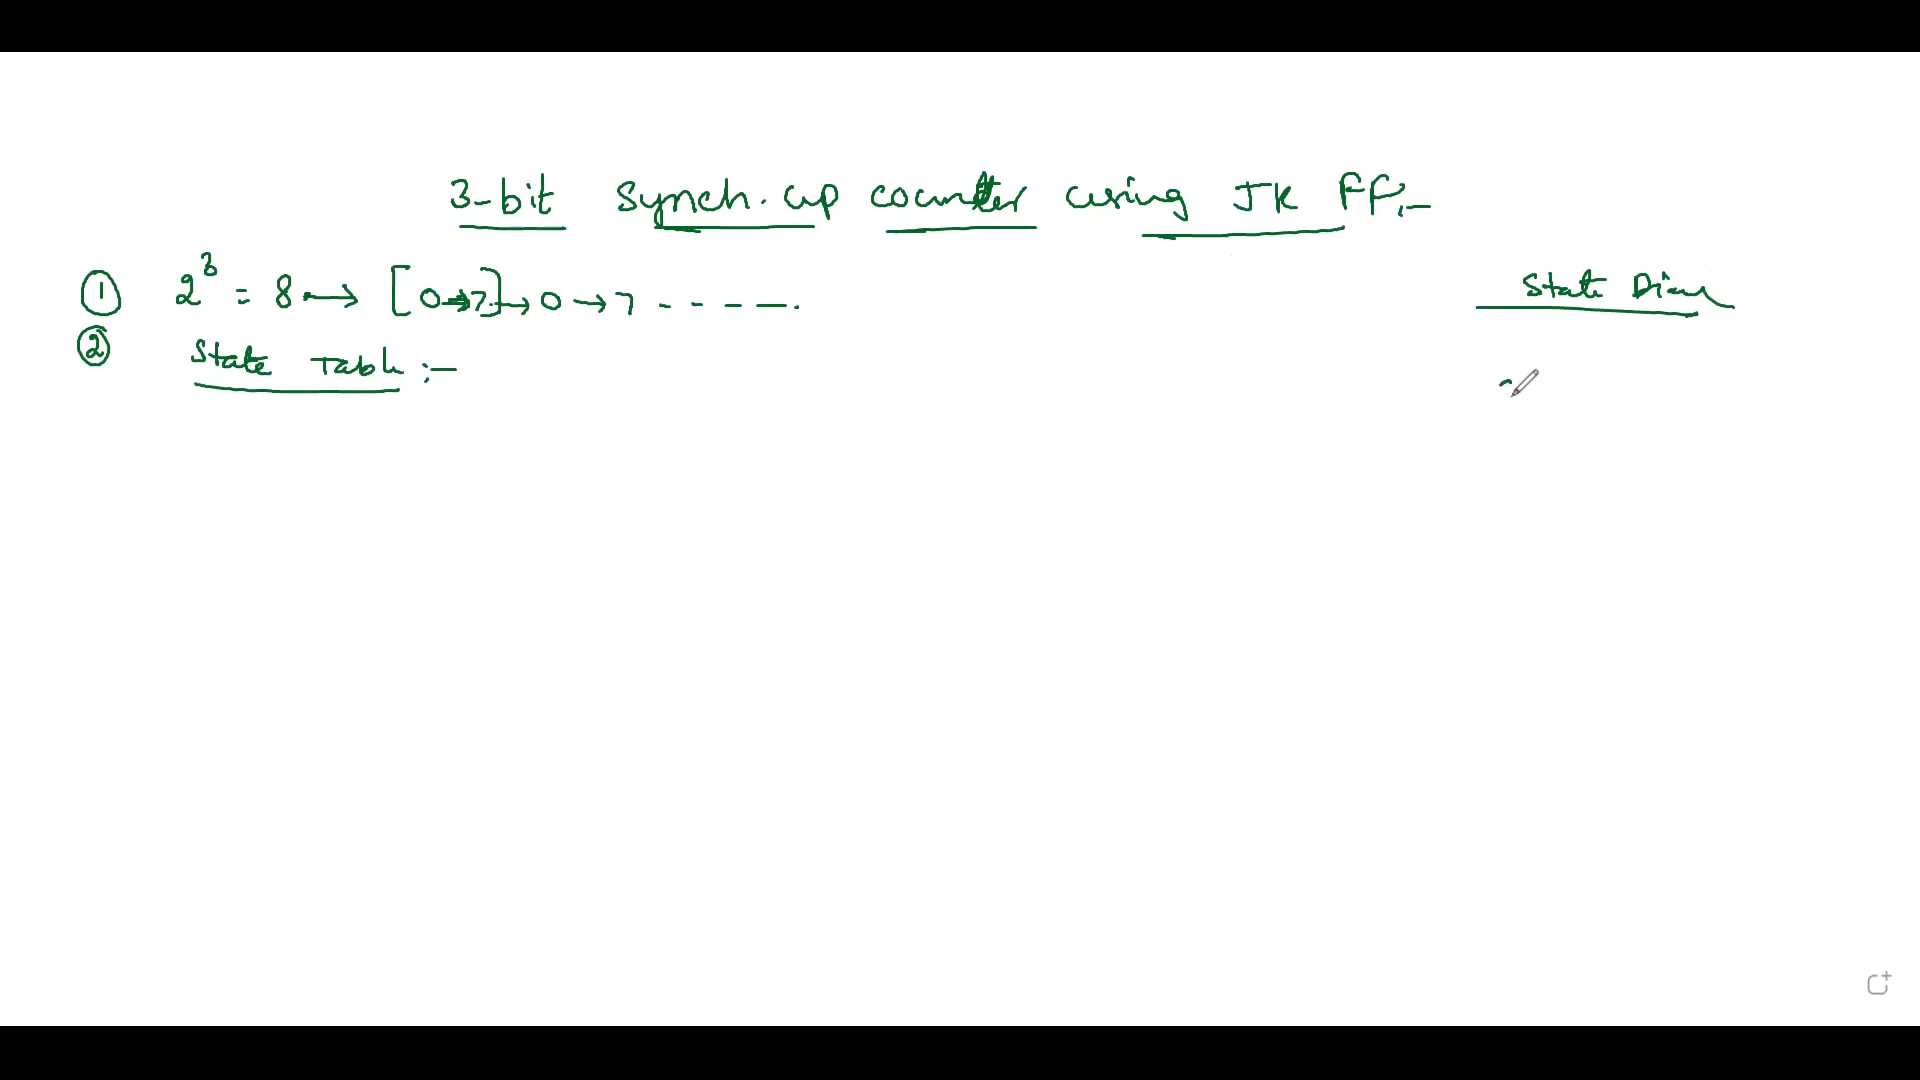 3-bit Synch. up counter using JK FF:-
① 2³ = 8 → [0→7]→ 0 → 7 - - - -.
State Dian
② State Table :-